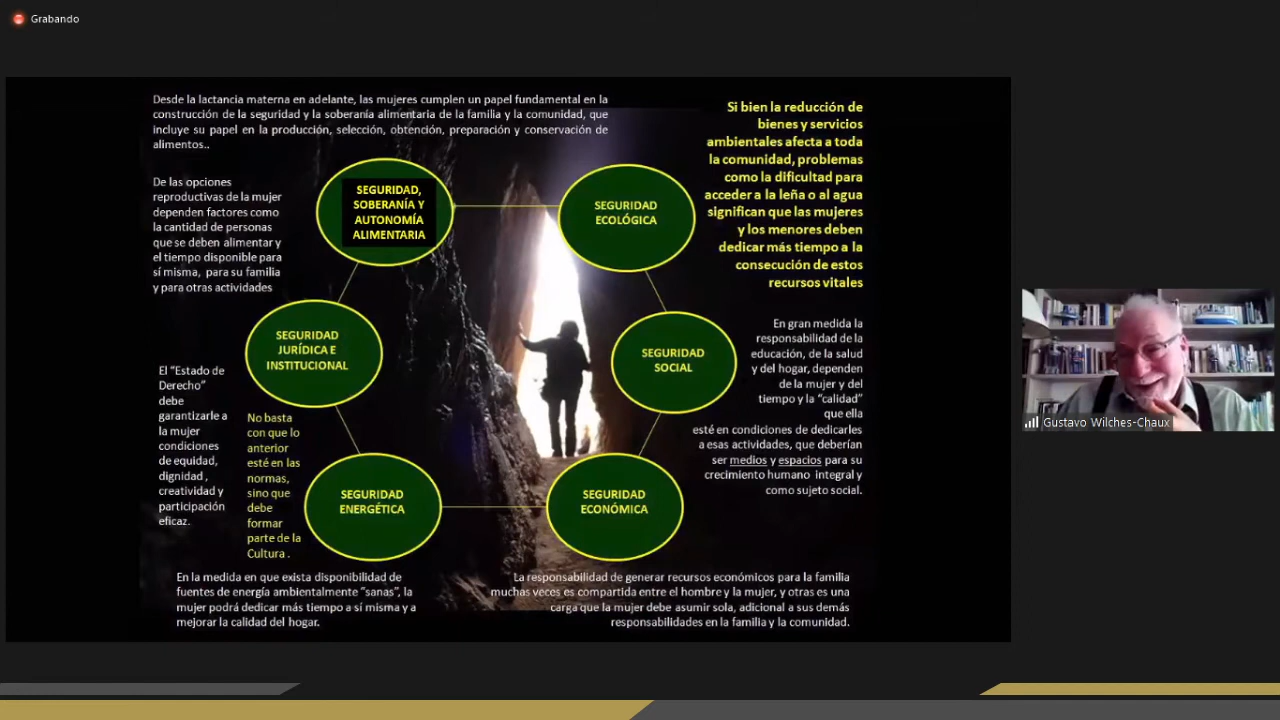 Grabando
Desde la lactancia materna en adelante, las mujeres cumplen un papel fundamental en la
construcción de la seguridad y la soberanía alimentaria de la familia y la comunidad, que
incluye su papel en la producción, selección, obtención, preparación y conservación de
alimentos..
Si bien la reducción de
bienes y servicios
ambientales afecta a toda
la comunidad, problemas
como la dificultad para
acceder a la leña o al agua
significan que las mujeres
y los menores deben
dedicar más tiempo a la
consecución de estos
recursos vitales
De las opciones
reproductivas de la mujer
dependen factores como
la cantidad de personas
que se deben alimentar y
el tiempo disponible para
sí misma, para su familia
y para otras actividades
SEGURIDAD,
SOBERANÍA Y
AUTONOMÍA
ALIMENTARIA
SEGURIDAD
ECOLÓGICA
SEGURIDAD
JURÍDICA E
INSTITUCIONAL
SEGURIDAD
SOCIAL
En gran medida la
responsabilidad de la
educación, de la salud
y del hogar, dependen
de la mujer y del
tiempo y la “calidad”
que ella
esté en condiciones de dedicarles
a esas actividades, que deberían
ser medios y espacios para su
crecimiento humano integral y
como sujeto social.
El “Estado de
Derecho”
debe
garantizarle a
la mujer
condiciones
de equidad,
dignidad ,
creatividad y
participación
eficaz.
No basta
con que lo
anterior
esté en las
normas,
sino que
debe
formar
parte de la
Cultura .
SEGURIDAD
ENERGÉTICA
SEGURIDAD
ECONÓMICA
En la medida en que exista disponibilidad de
fuentes de energía ambientalmente “sanas”, la
mujer podrá dedicar más tiempo a sí misma y a
mejorar la calidad del hogar.
La responsabilidad de generar recursos económicos para la familia
muchas veces es compartida entre el hombre y la mujer, y otras es una
carga que la mujer debe asumir sola, adicional a sus demás
responsabilidades en la familia y la comunidad.
Gustavo Wilches-Chaux